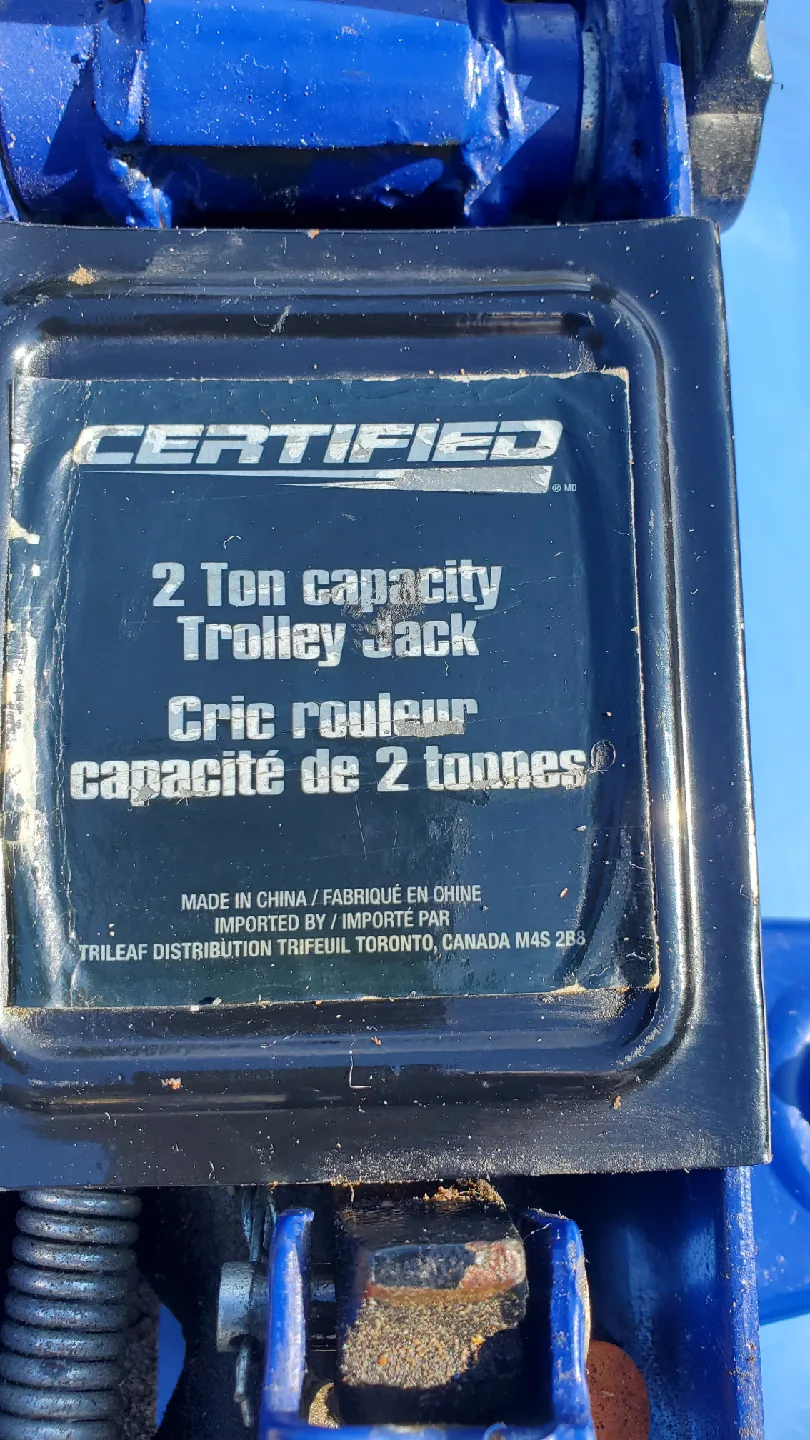 CERTIFIED
® MD
2 Ton capacity
Trolley Jack
Cric rouleur
capacité de 2 tonnes
MADE IN CHINA / FABRIQUÉ EN CHINE
IMPORTED BY / IMPORTÉ PAR
TRILEAF DISTRIBUTION TRIFEUIL TORONTO, CANADA M4S 2B8